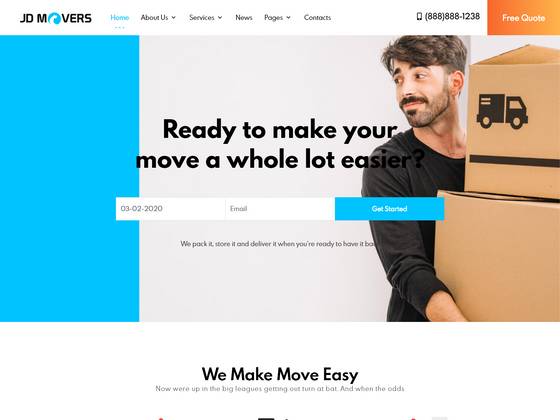 JD MOVERS
Home About Us Services News Pages Contacts
(888)888-1238
Free Quote
Ready to make your
move a whole lot easier?
03-02-2020 Email Get Started
We pack it, store it and deliver it when you're ready to have it
We Make Move Easy
Now were up in the big leagues getting out turn at bat. And when the odds